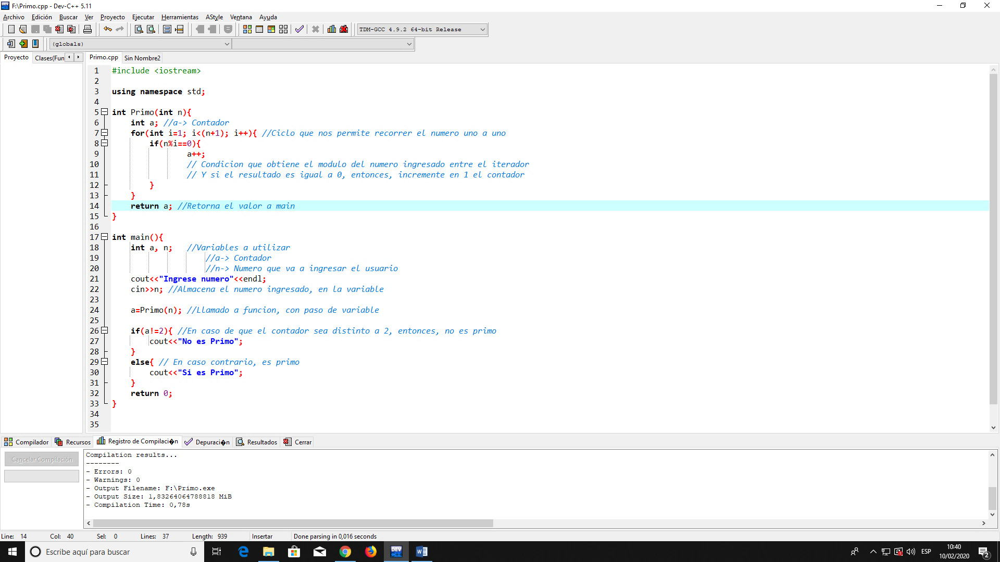 F:\Primo.cpp - Dev-C++ 5.11
Archivo Edición Buscar Ver Proyecto Ejecutar Herramientas AStyle Ventana Ayuda
TDM-GCC 4.9.2 64-bit Release
(globals)
Proyecto Clases(Fun Primo.cpp Sin Nombre2
1 #include <iostream>
2
3 using namespace std;
4
5 int Primo(int n){
6 int a; //a-> Contador
7 for(int i=1; i<(n+1); i++){ //Ciclo que nos permite recorrer el numero uno a uno
8 if(n%i==0){
9 a++;
10 // Condicion que obtiene el modulo del numero ingresado entre el iterador
11 // Y si el resultado es igual a 0, entonces, incremente en 1 el contador
12 }
13 }
14 return a; //Retorna el valor a main
15 }
16
17 int main(){
18 int a, n; //Variables a utilizar
19 //a-> Contador
20 //n-> Numero que va a ingresar el usuario
21 cout<<"Ingrese numero"<<endl;
22 cin>>n; //Almacena el numero ingresado, en la variable
23
24 a=Primo(n); //Llamado a funcion, con paso de variable
25
26 if(a!=2){ //En caso de que el contador sea distinto a 2, entonces, no es primo
27 cout<<"No es Primo";
28 }
29 else{ // En caso contrario, es primo
30 cout<<"Si es Primo";
31 }
32 return 0;
33 }
34
35
Compilador Recursos Registro de Compilaci�n Depuraci�n Resultados Cerrar
Cancelar Compilación
Compilation results...
--------
- Errors: 0
- Warnings: 0
- Output Filename: F:\Primo.exe
- Output Size: 1,83264064788818 MiB
- Compilation Time: 0,78s
Line: 14 Col: 40 Sel: 0 Lines: 37 Length: 939 Insertar Done parsing in 0,016 seconds
Escribe aquí para buscar
DEV C++
ESP
10:40
10/02/2020
2